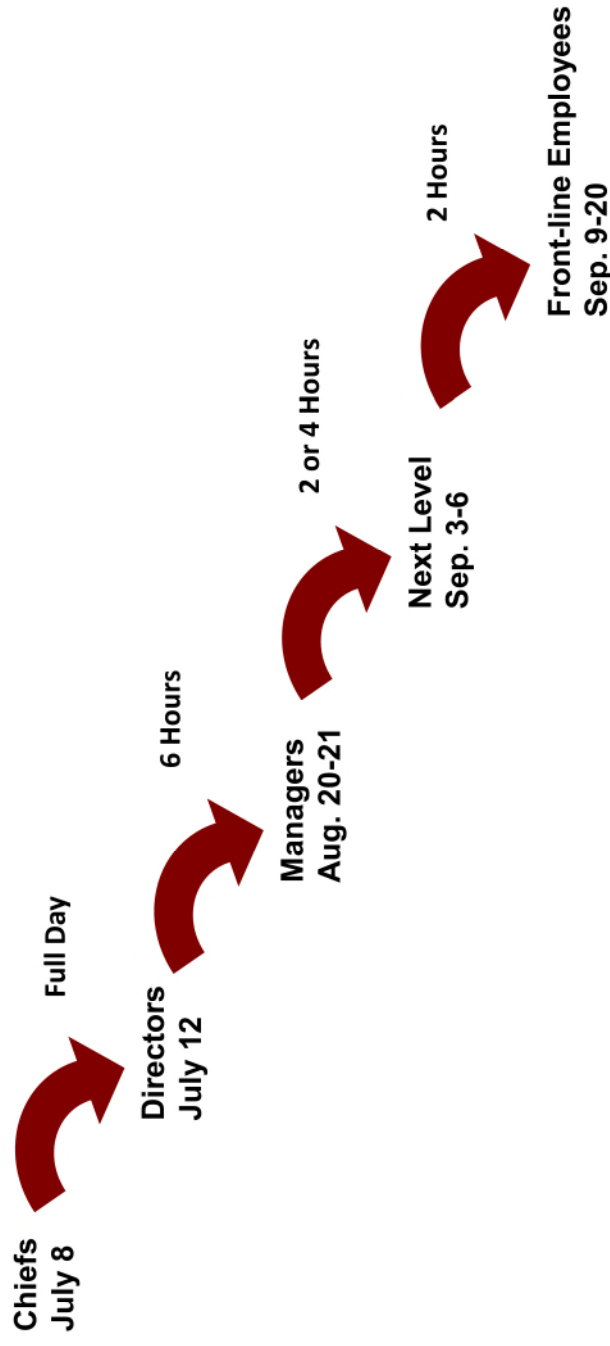 Chiefs
July 8
Full Day
Directors
July 12
6 Hours
Managers
Aug. 20-21
2 or 4 Hours
Next Level
Sep. 3-6
2 Hours
Front-line Employees
Sep. 9-20